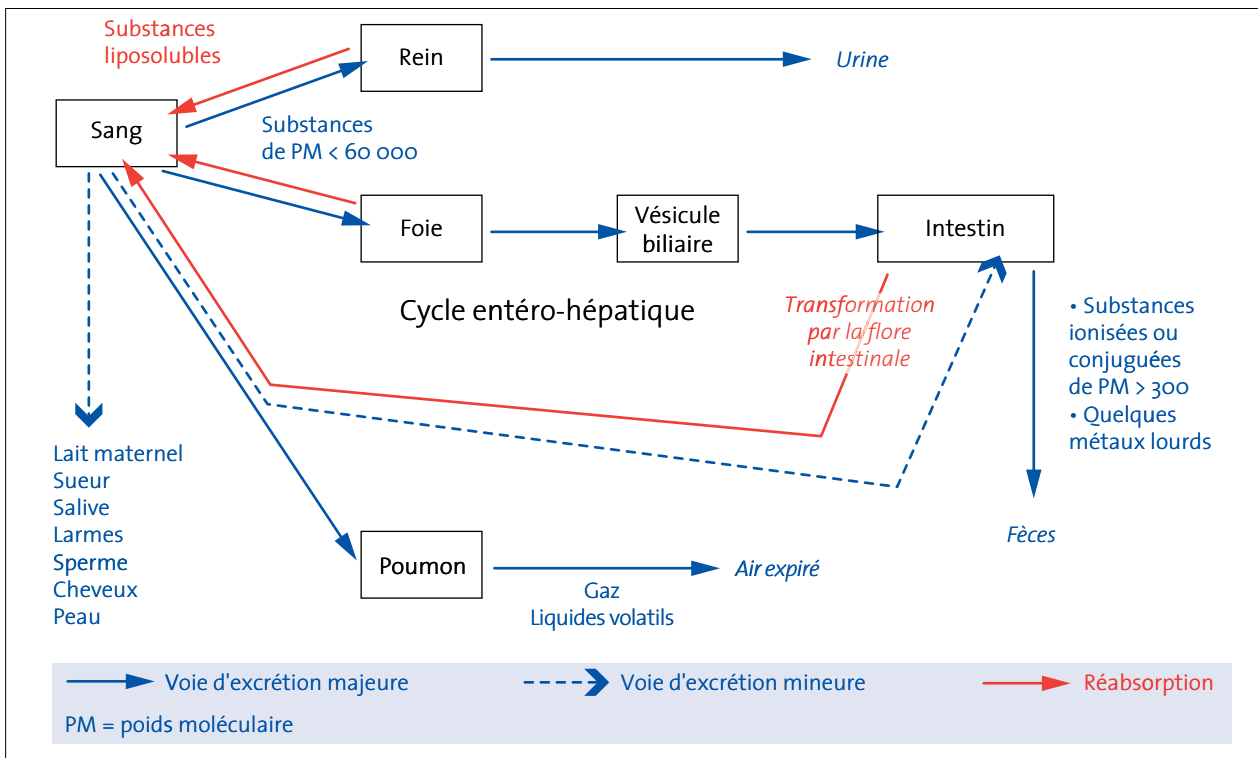 Substances
liposolubles
Rein
Urine
Sang
Substances
de PM < 60 000
Foie
Vésicule
biliaire
Intestin
Cycle entéro-hépatique
Transformation
par la flore
intestinale
• Substances
ionisées ou
conjuguées
de PM > 300
• Quelques
métaux lourds
Lait maternel
Sueur
Salive
Larmes
Sperme
Cheveux
Peau
Fèces
Poumon
Air expiré
Gaz
Liquides volatils
Voie d'excrétion majeure
Voie d'excrétion mineure
Réabsorption
PM = poids moléculaire